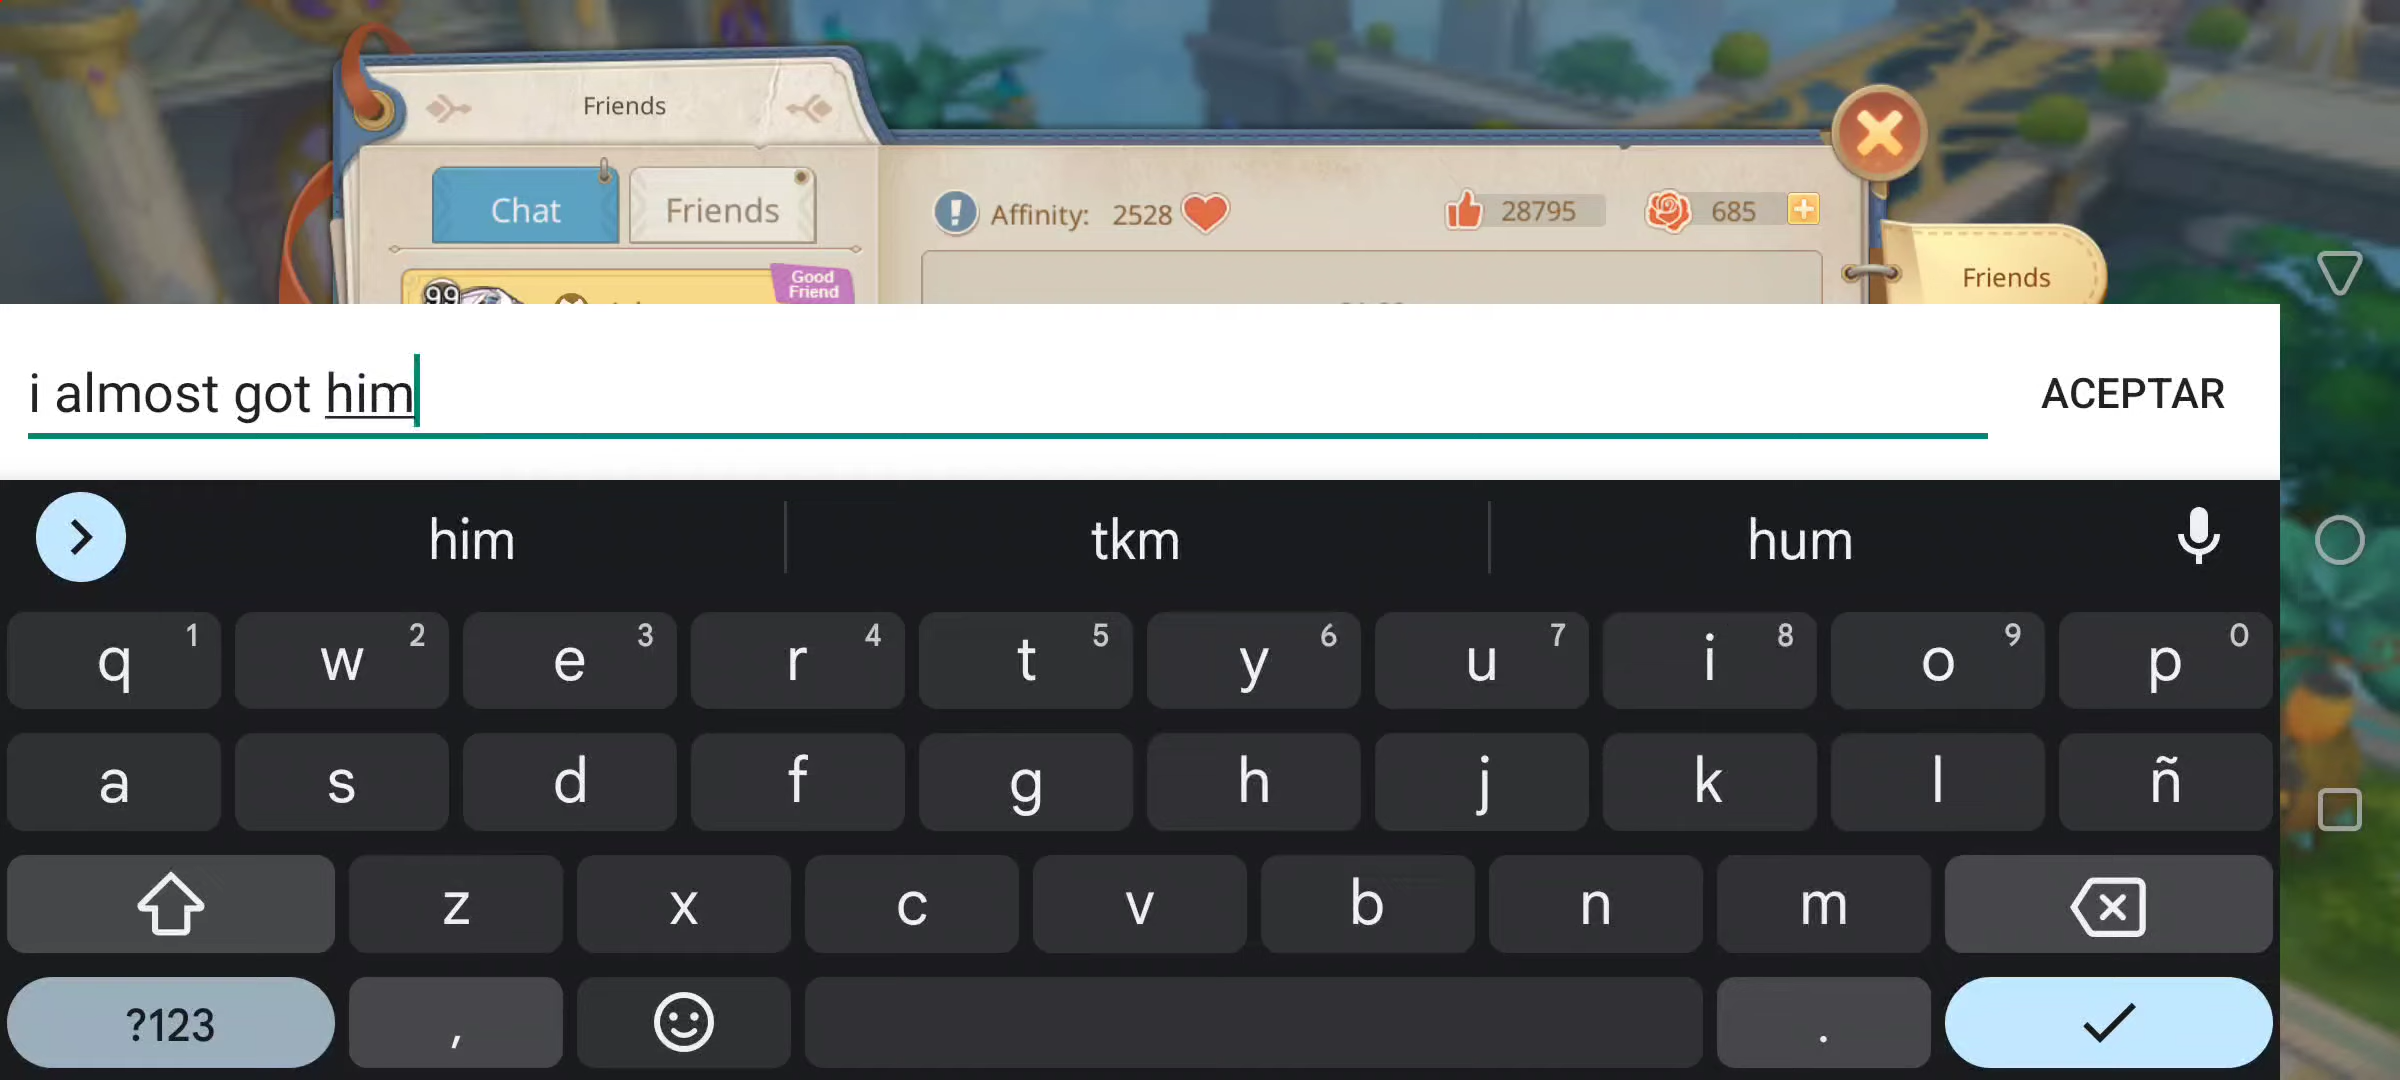 Friends
Chat
Friends
Affinity: 2528
28795
685
Good
Friend
99
Friends
i almost got him
ACEPTAR
him
tkm
hum
q 1
w 2
e 3
r 4
t 5
y 6
u 7
i 8
o 9
p 0
a
s
d
f
g
h
j
k
l
ñ
z
x
c
v
b
n
m
?123
,
.